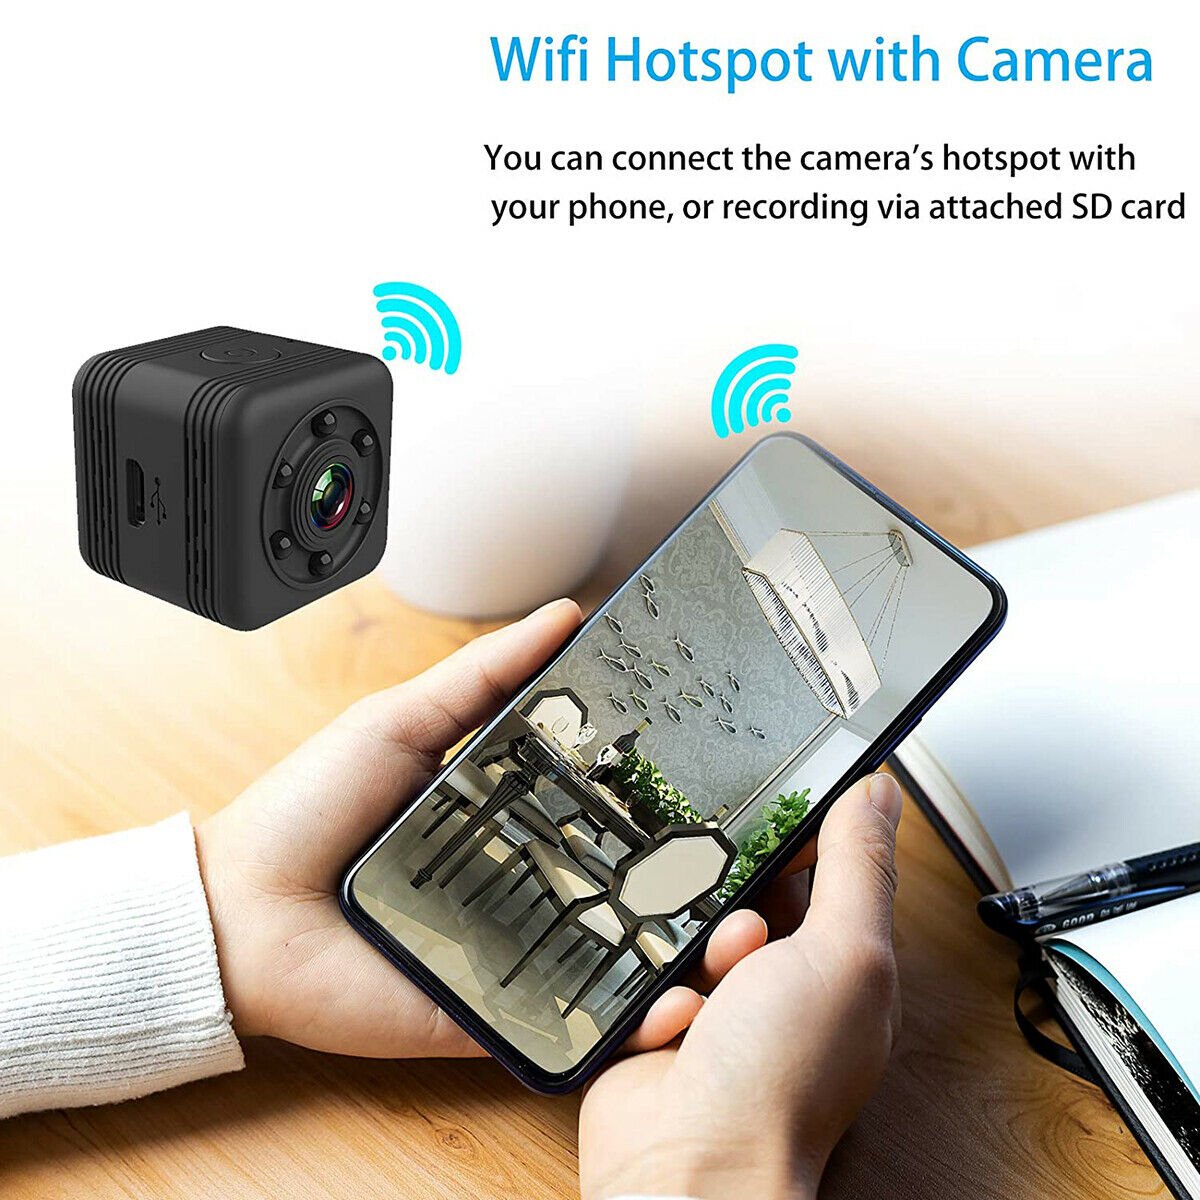 Wifi Hotspot with Camera
You can connect the camera's hotspot with
your phone, or recording via attached SD card
GOOD